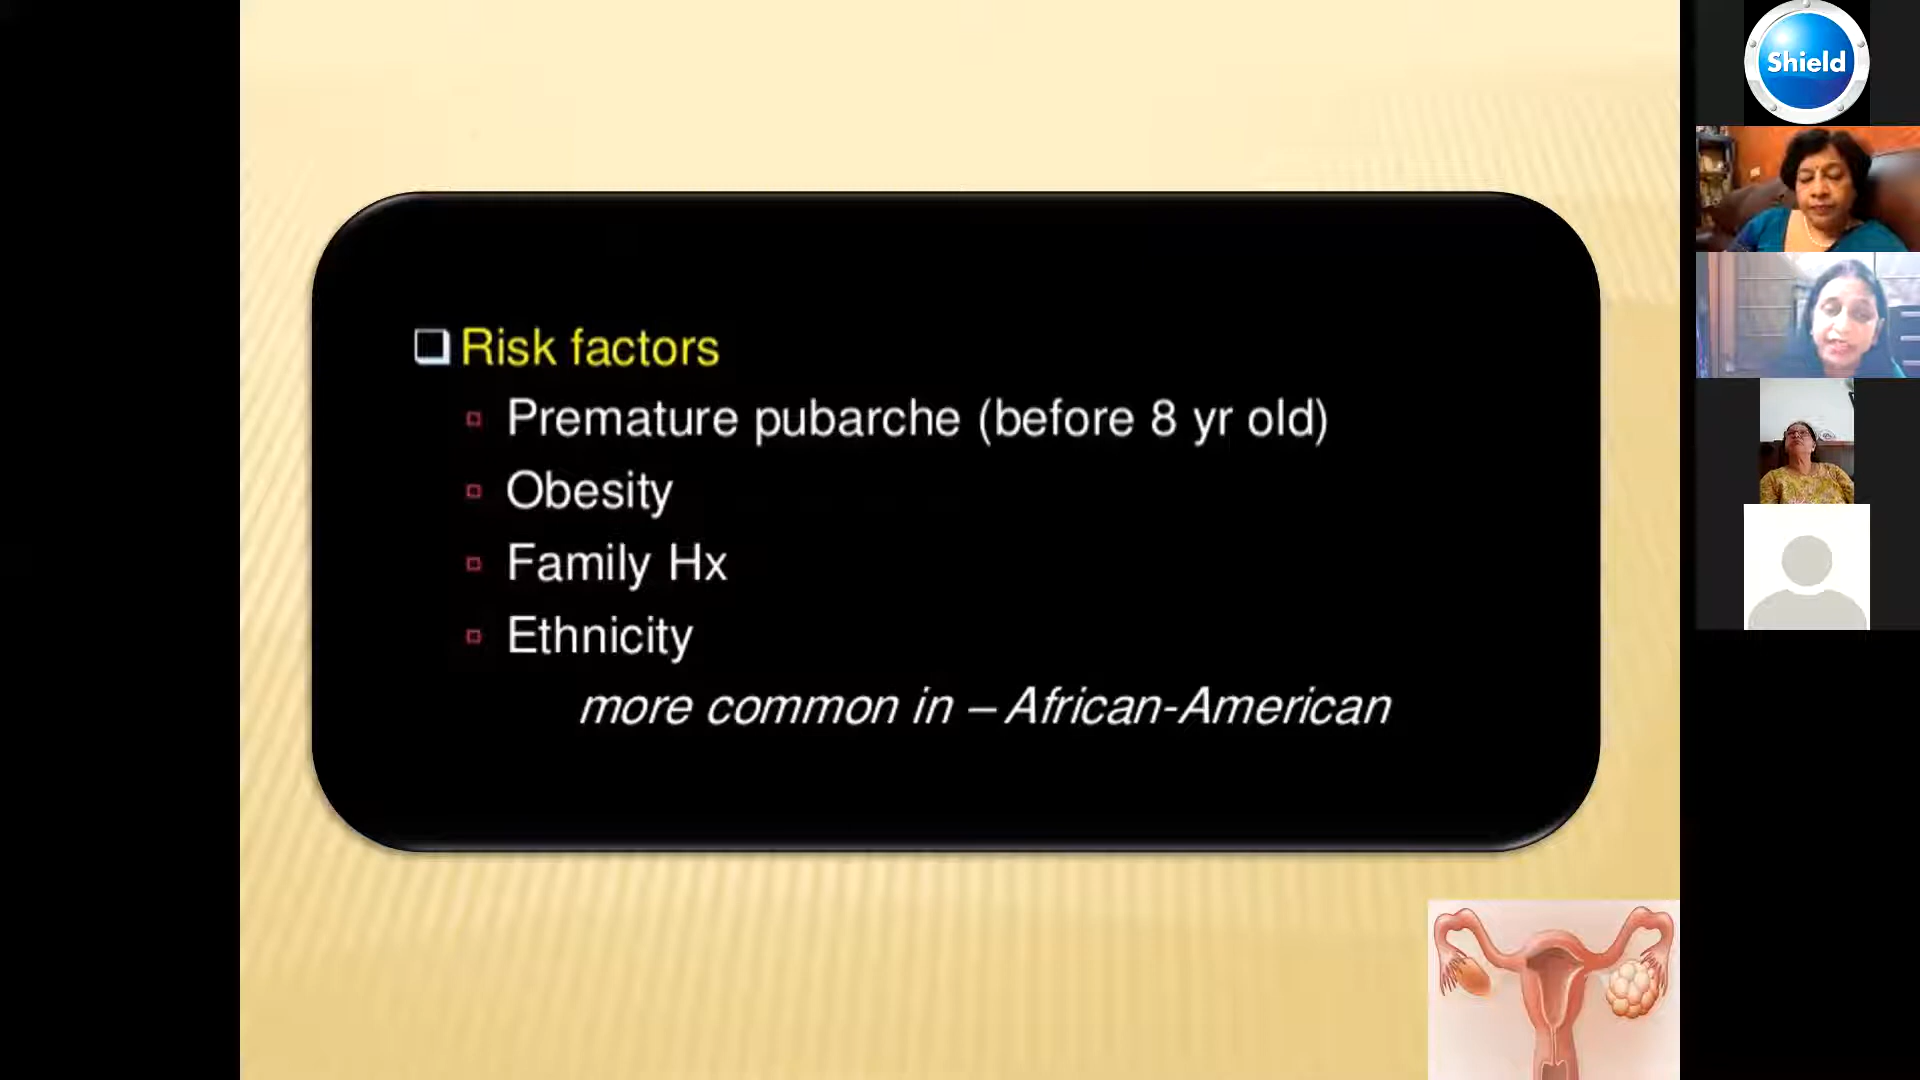 Risk factors
Premature pubarche (before 8 yr old)
Obesity
Family Hx
Ethnicity
more common in – African-American
Shield